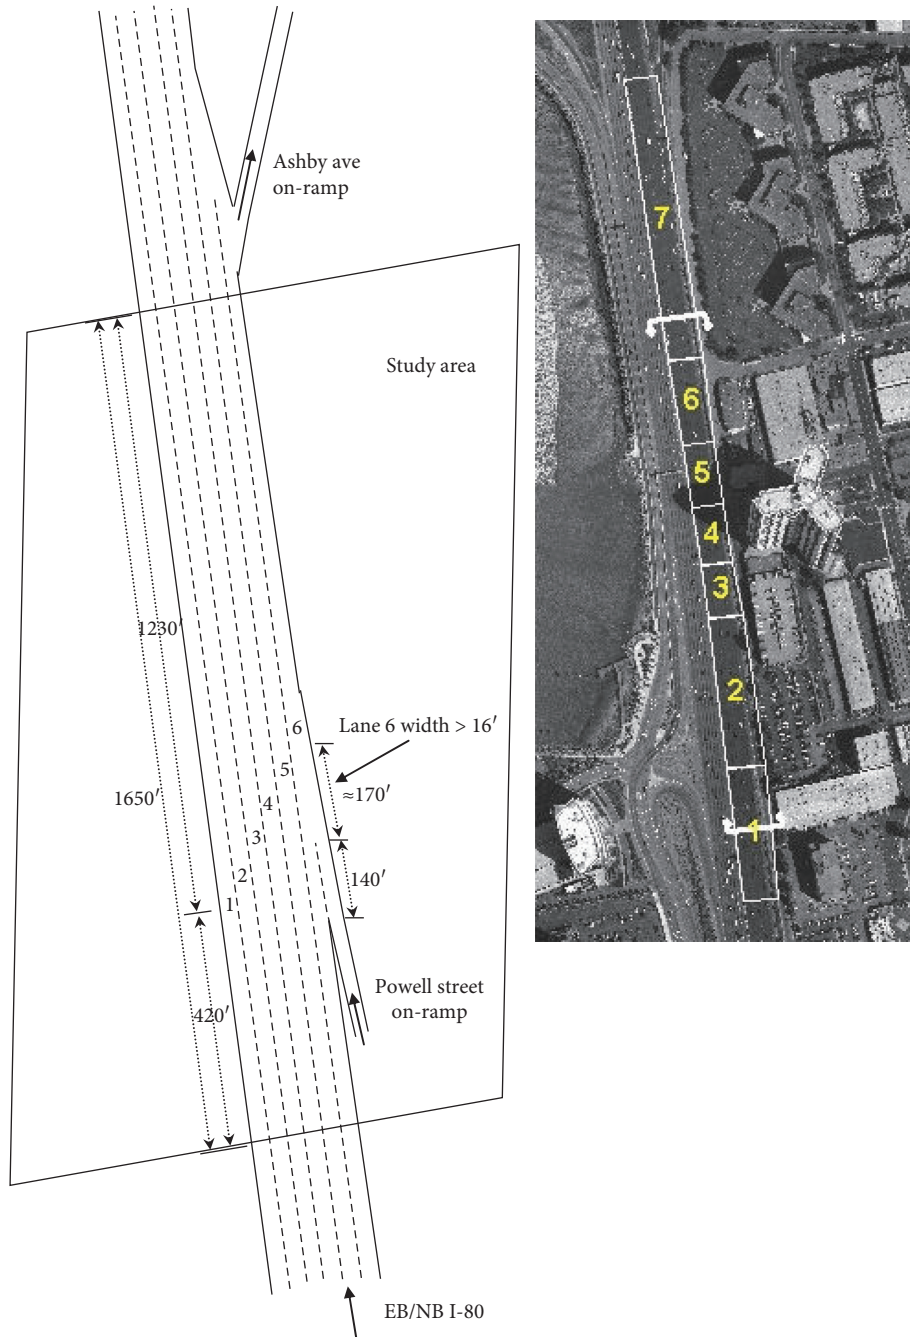 Ashby ave
on-ramp
Study area
1230′
Lane 6 width > 16′
≈170′
1650′
6
5
4
3
2
1
140′
Powell street
on-ramp
420′
EB/NB I-80
7
6
5
4
3
2
1